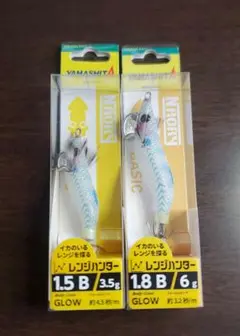 YAMASHITA
イカのいる
レンジを探る
レンジハンター
1.5 B / 3.5g
GLOW 約4.5秒/m
YAMASHITA
NAORY
BASIC
イカのいる
レンジを探る
レンジハンター
1.8 B / 6g
GLOW 約3.2秒/m